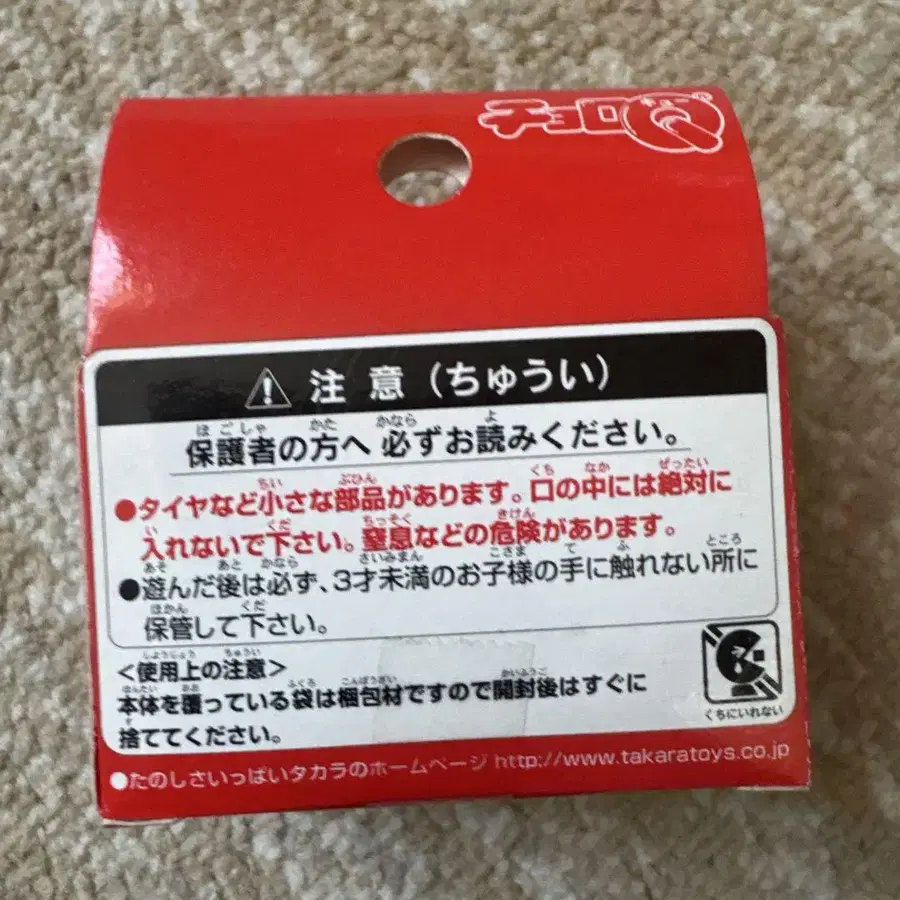 チョロQ
注意(ちゅうい)
保護者の方へ 必ずお読みください。
●タイヤなど小さな部品があります。口の中には絶対に
入れないで下さい。窒息などの危険があります。
●遊んだ後は必ず、3才未満のお子様の手に触れない所に
保管して下さい。
<使用上の注意>
本体を覆っている袋は梱包材ですので開封後はすぐに
捨ててください。
くちにいれない
●たのしさいっぱいタカラのホームページ http://www.takaratoys.co.jp